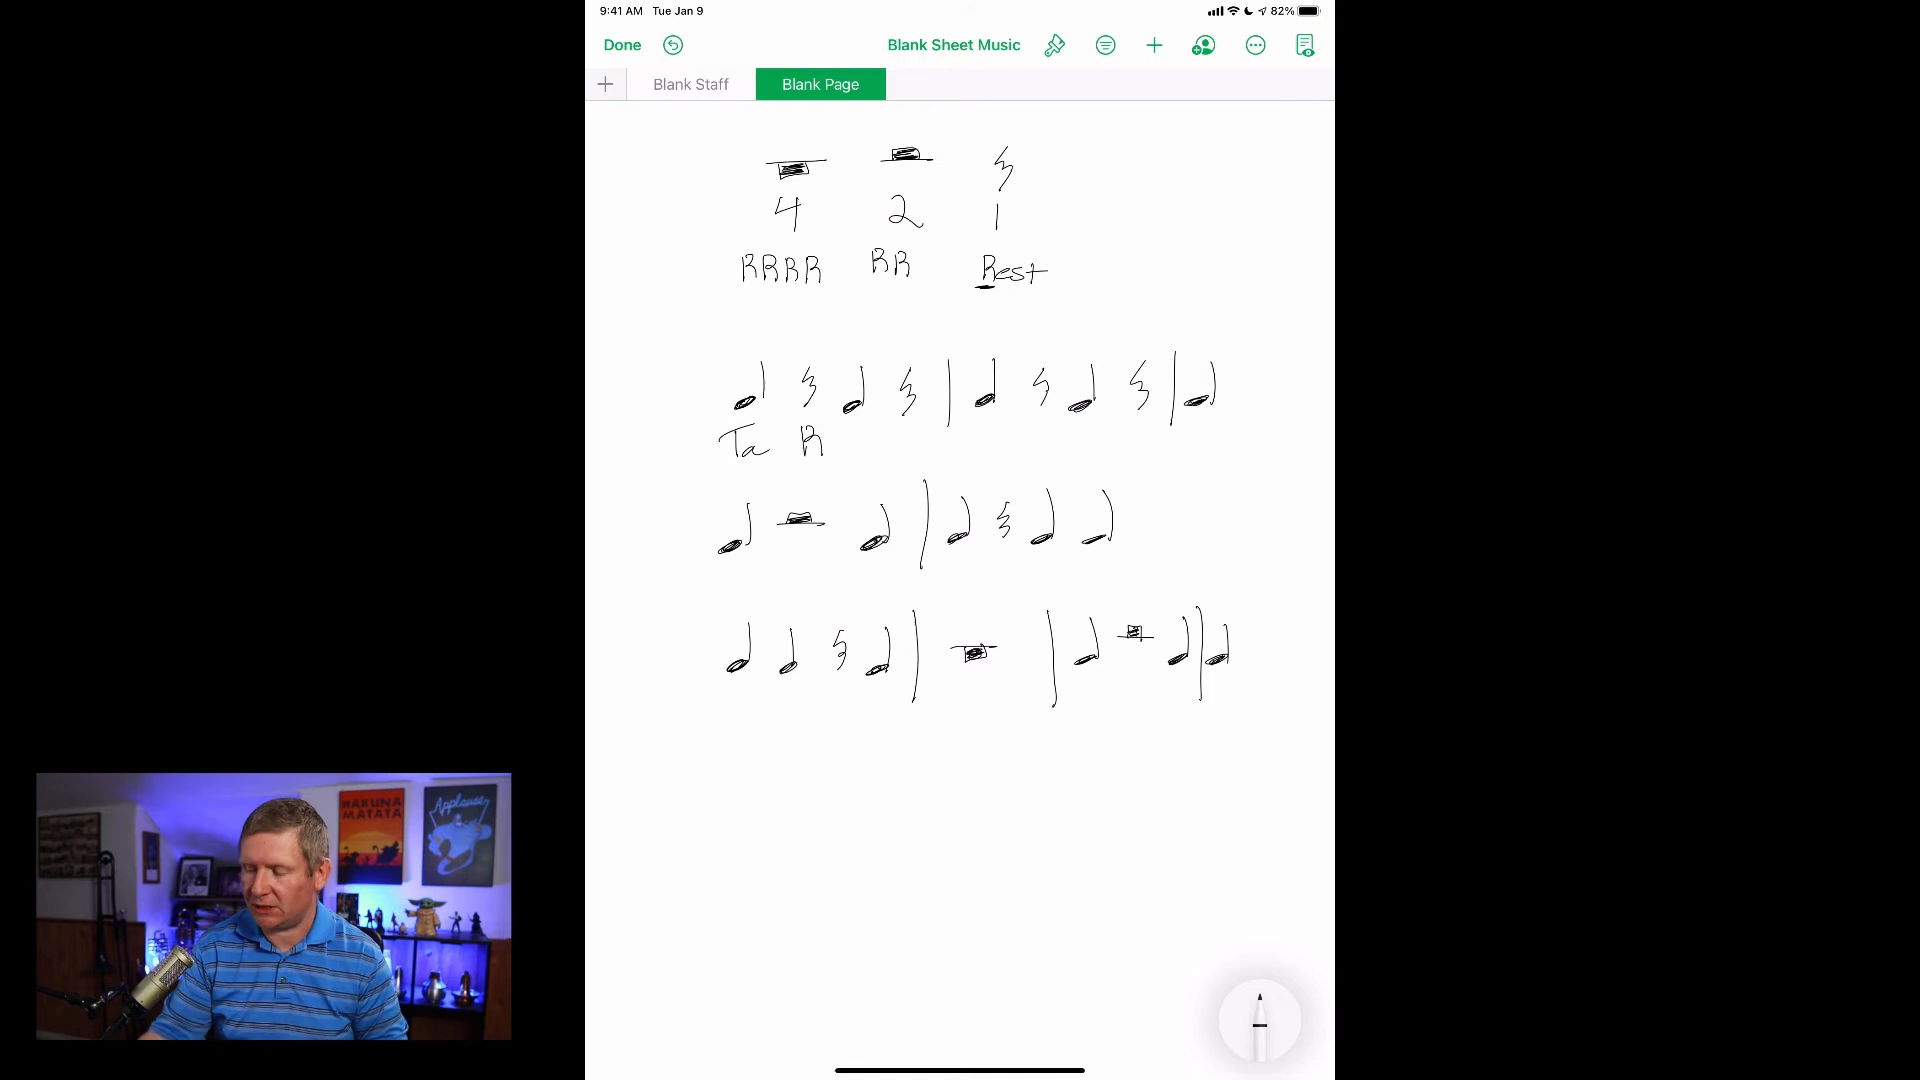 9:41 AM Tue Jan 9 82%
Done Blank Sheet Music
Blank Staff Blank Page
4 2 1
RRRR RR Rest
Ta R
HAKUNA MATATA
Applause